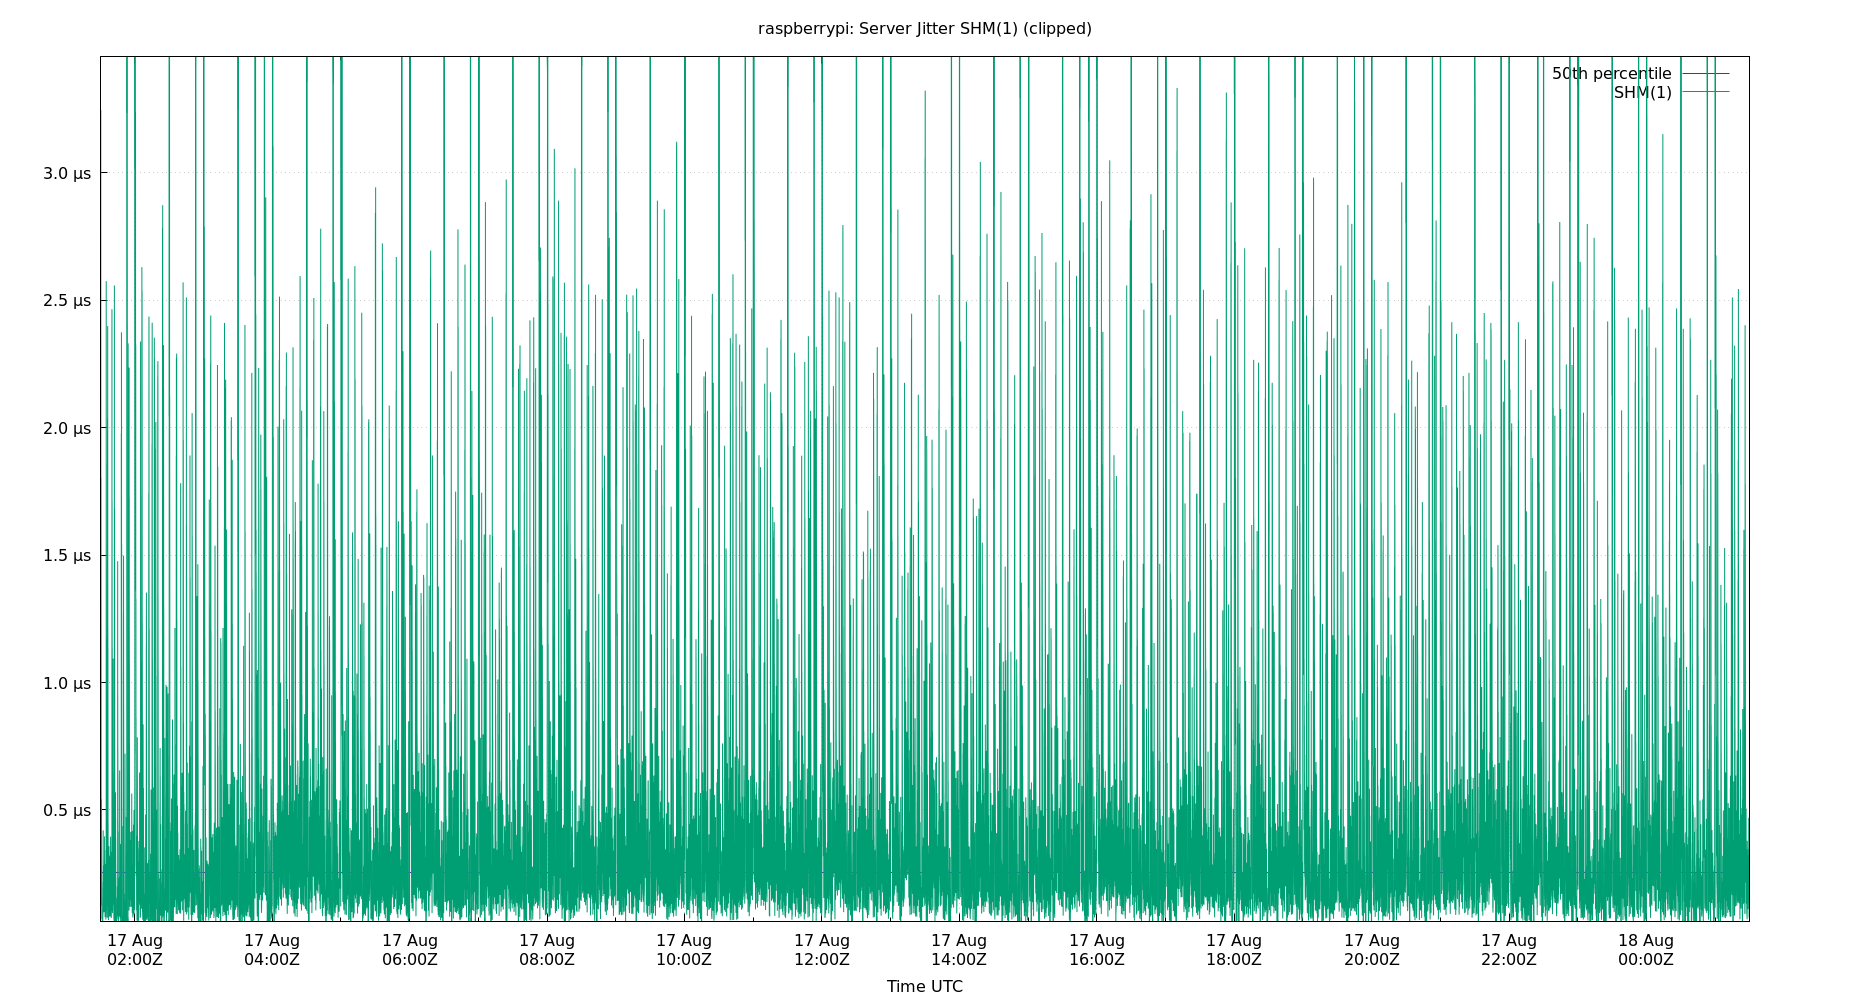 raspberrypi: Server Jitter SHM(1) (clipped)
50th percentile
SHM(1)
3.0 µs
2.5 µs
2.0 µs
1.5 µs
1.0 µs
0.5 µs
17 Aug 17 Aug 17 Aug 17 Aug 17 Aug 17 Aug 17 Aug 17 Aug 17 Aug 17 Aug 17 Aug 18 Aug
02:00Z 04:00Z 06:00Z 08:00Z 10:00Z 12:00Z 14:00Z 16:00Z 18:00Z 20:00Z 22:00Z 00:00Z
Time UTC